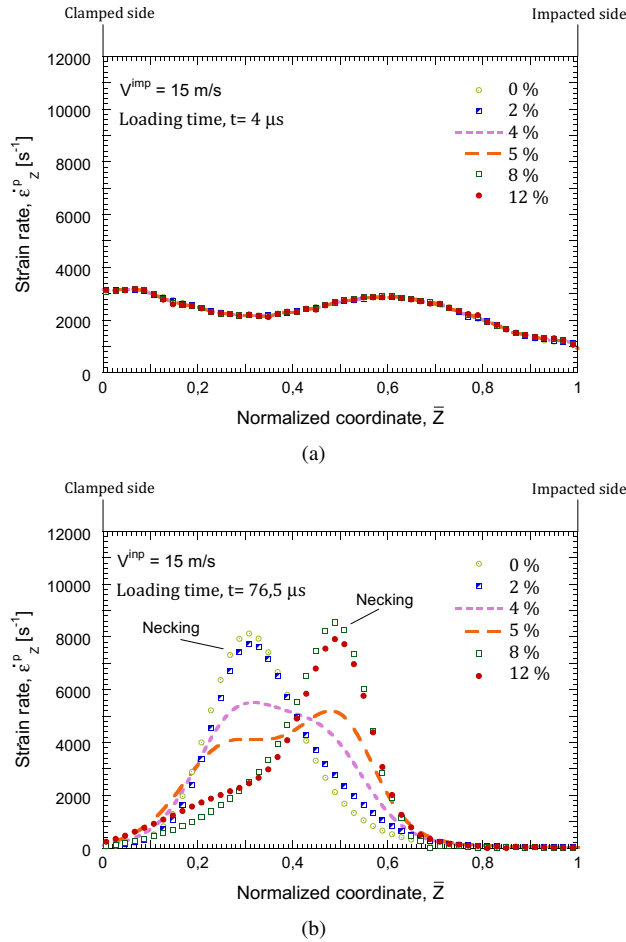 Clamped side
Impacted side
12000
10000
8000
6000
4000
2000
0
Strain rate, ε̇ᵖ_Z [s⁻¹]
Vⁱᵐᵖ = 15 m/s
Loading time, t= 4 μs
0 %
2 %
4 %
5 %
8 %
12 %
0
0,2
0,4
0,6
0,8
1
Normalized coordinate, Z̅
(a)
Clamped side
Impacted side
12000
10000
8000
6000
4000
2000
0
Strain rate, ε̇ᵖ_Z [s⁻¹]
Vⁱⁿᵖ = 15 m/s
Loading time, t= 76,5 μs
Necking
Necking
0 %
2 %
4 %
5 %
8 %
12 %
0
0,2
0,4
0,6
0,8
1
Normalized coordinate, Z̅
(b)